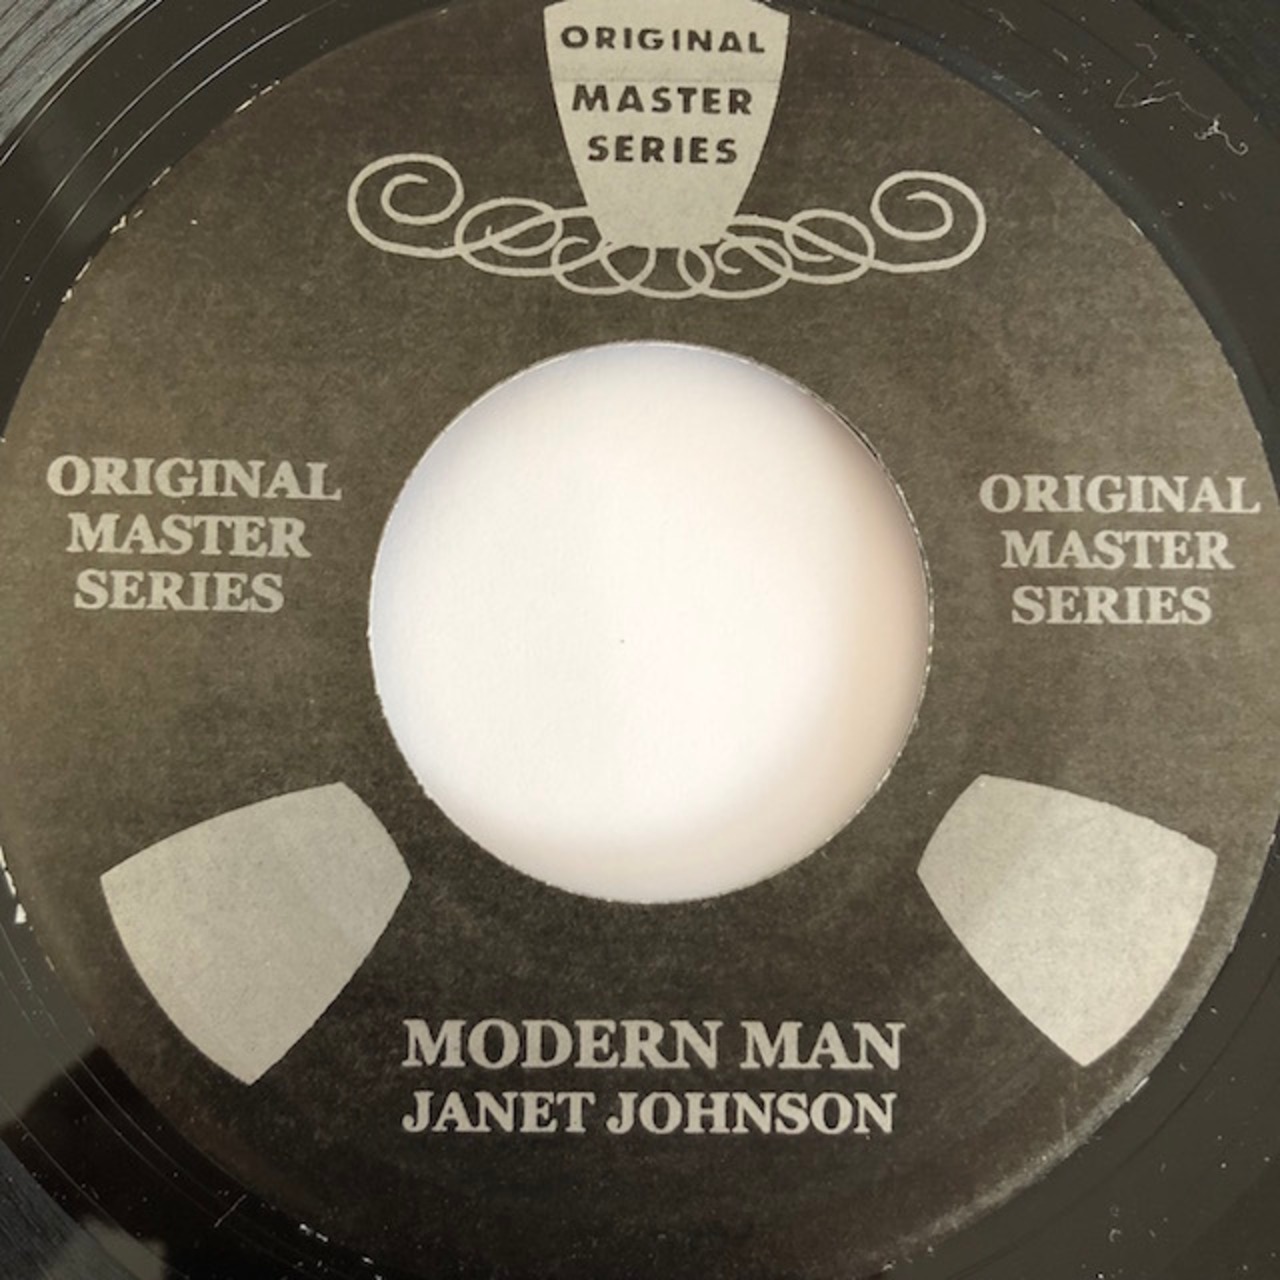 ORIGINAL
MASTER
SERIES
ORIGINAL
MASTER
SERIES
ORIGINAL
MASTER
SERIES
MODERN MAN
JANET JOHNSON